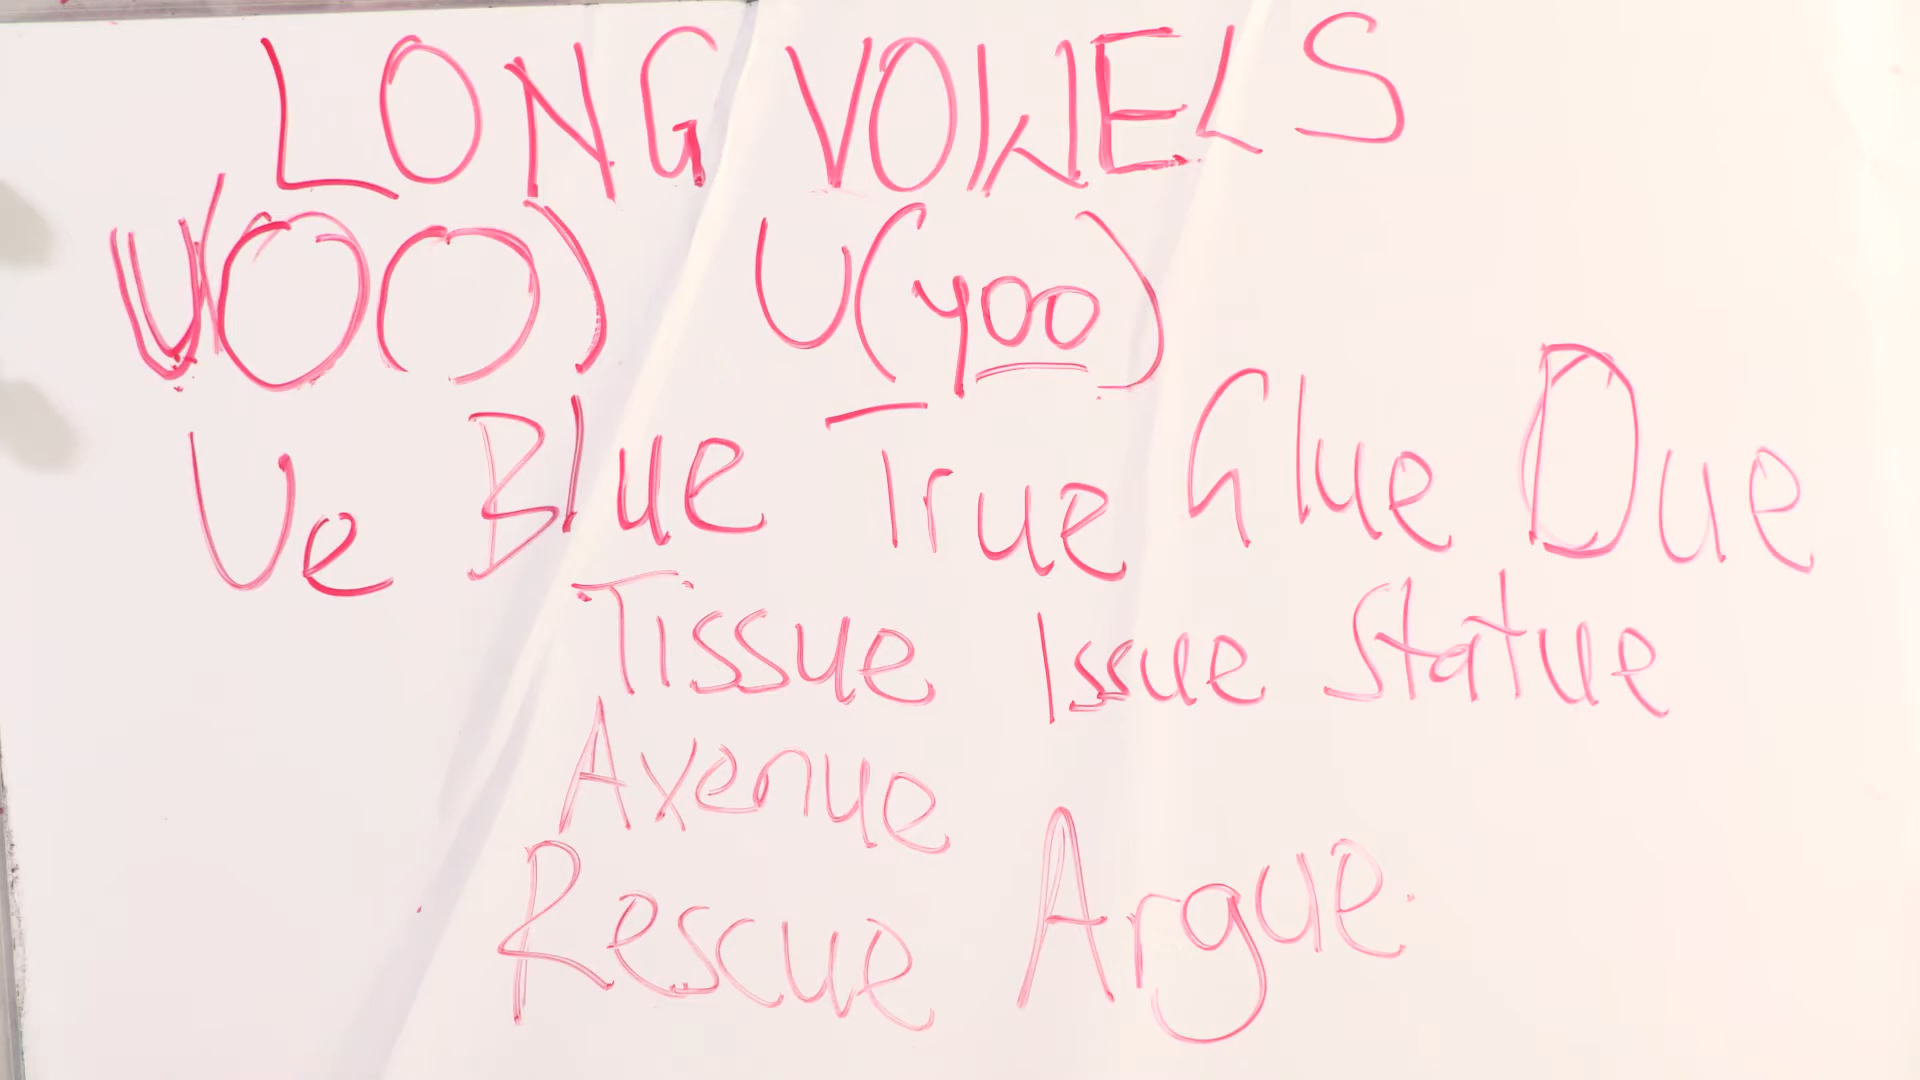 LONG VOWELS
U(OO) U(yoo)
Ue Blue True Glue Due
Tissue Issue Statue
Avenue
Rescue Argue